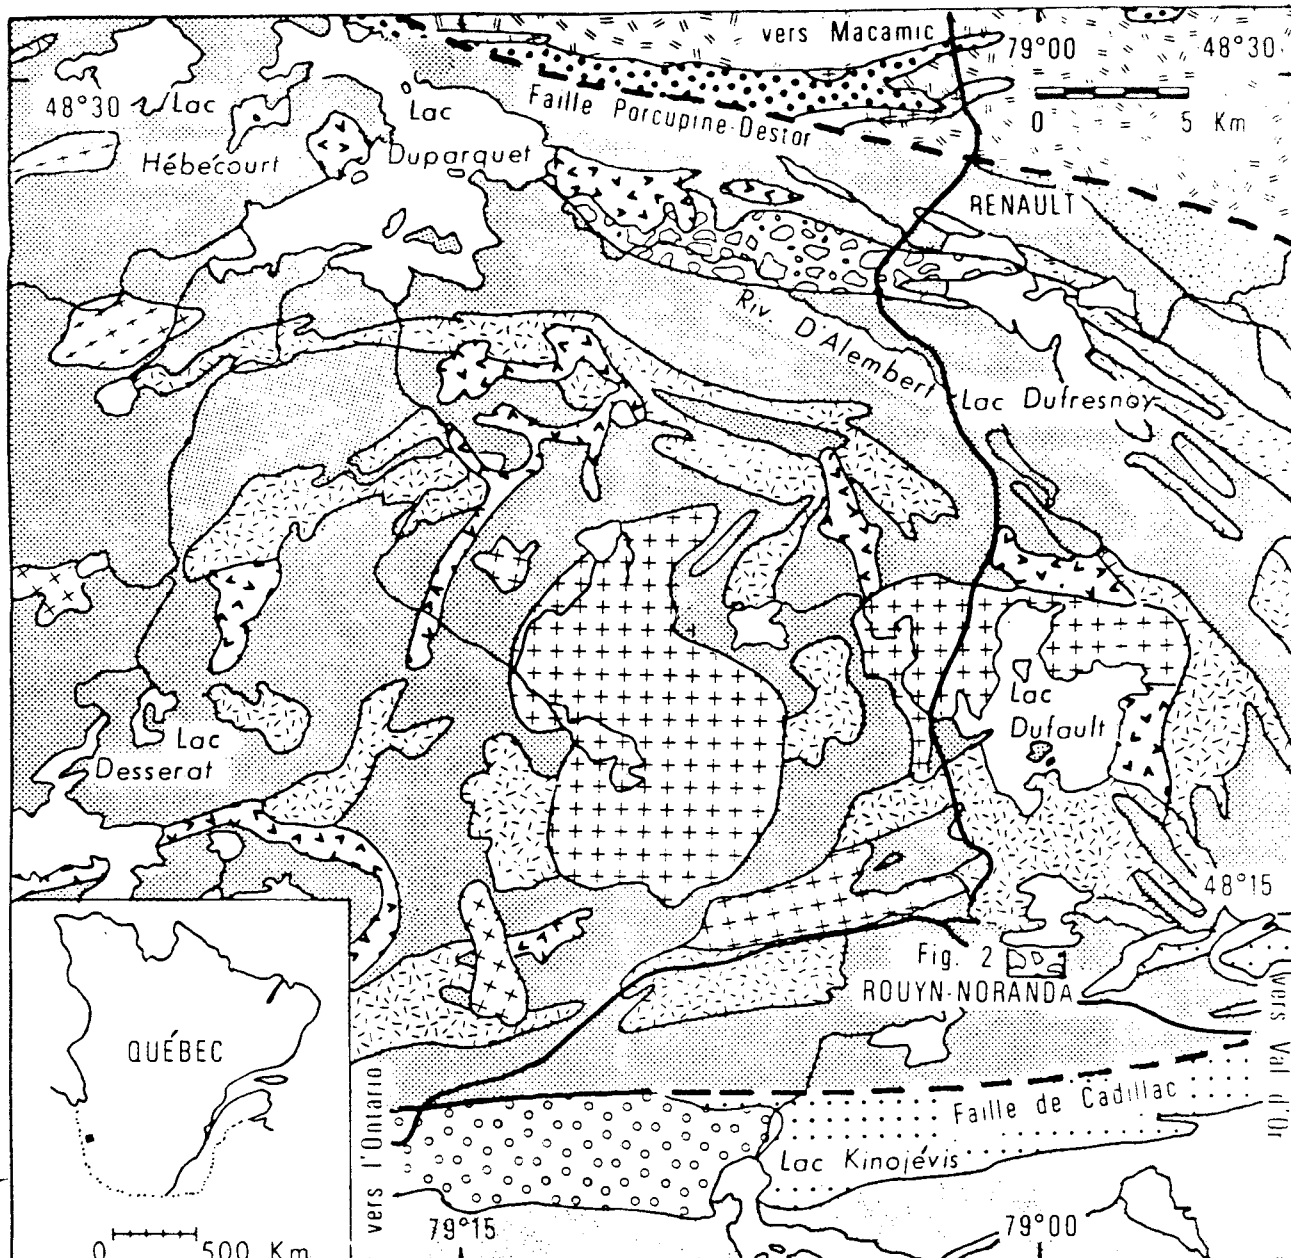 vers Macamic
79°00
48°30
48°30
Lac
Hébécourt
Lac
Duparquet
Faille Porcupine-Destor
0 5 Km
RENAULT
Riv. D'Alembert
Lac Dufresnoy
Lac
Dufault
Lac
Desserat
48°15
Fig. 2
ROUYN-NORANDA
vers Val d'Or
QUÉBEC
Faille de Cadillac
vers l'Ontario
Lac Kinojévis
79°15
79°00
0 500 Km